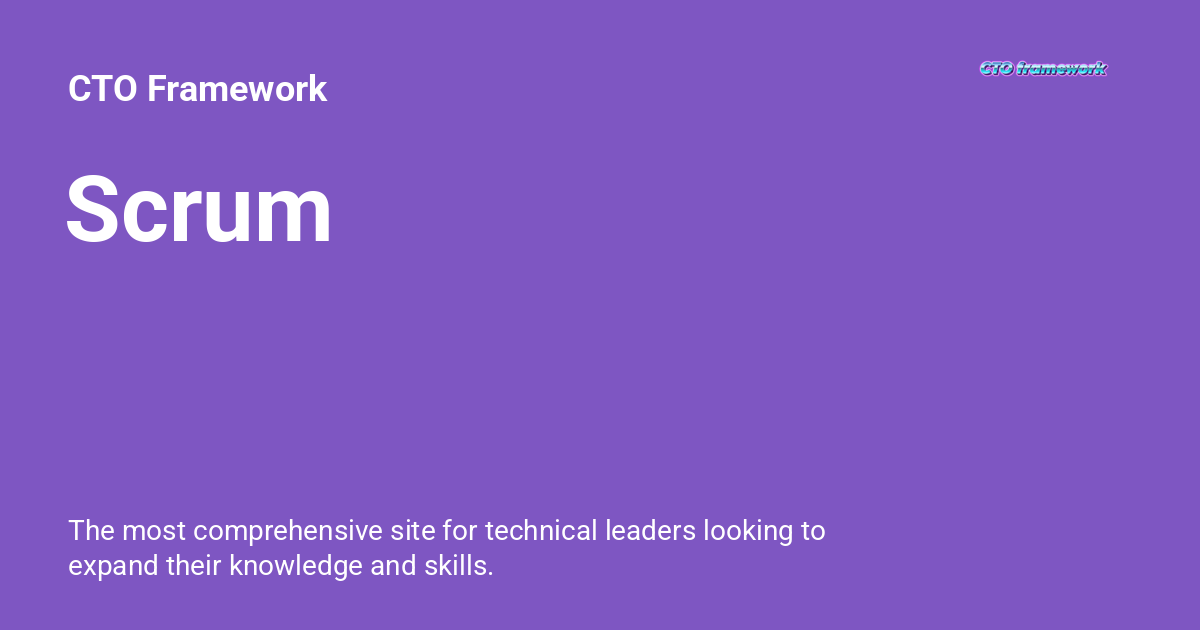 CTO Framework
CTO framework
Scrum
The most comprehensive site for technical leaders looking to
expand their knowledge and skills.